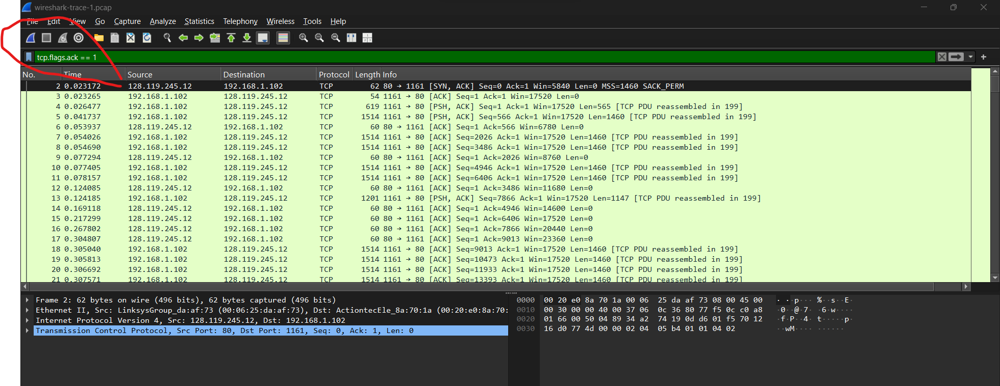 wireshark-trace-1.pcap
File Edit View Go Capture Analyze Statistics Telephony Wireless Tools Help
tcp.flags.ack == 1
No. Time Source Destination Protocol Length Info
2 0.023172 128.119.245.12 192.168.1.102 TCP 62 80 → 1161 [SYN, ACK] Seq=0 Ack=1 Win=5840 Len=0 MSS=1460 SACK_PERM
3 0.023265 192.168.1.102 128.119.245.12 TCP 54 1161 → 80 [ACK] Seq=1 Ack=1 Win=17520 Len=0
4 0.026477 192.168.1.102 128.119.245.12 TCP 619 1161 → 80 [PSH, ACK] Seq=1 Ack=1 Win=17520 Len=565 [TCP PDU reassembled in 199]
5 0.041737 192.168.1.102 128.119.245.12 TCP 1514 1161 → 80 [PSH, ACK] Seq=566 Ack=1 Win=17520 Len=1460 [TCP PDU reassembled in 199]
6 0.053937 128.119.245.12 192.168.1.102 TCP 60 80 → 1161 [ACK] Seq=1 Ack=566 Win=6780 Len=0
7 0.054026 192.168.1.102 128.119.245.12 TCP 1514 1161 → 80 [ACK] Seq=2026 Ack=1 Win=17520 Len=1460 [TCP PDU reassembled in 199]
8 0.054690 192.168.1.102 128.119.245.12 TCP 1514 1161 → 80 [ACK] Seq=3486 Ack=1 Win=17520 Len=1460 [TCP PDU reassembled in 199]
9 0.077294 128.119.245.12 192.168.1.102 TCP 60 80 → 1161 [ACK] Seq=1 Ack=2026 Win=8760 Len=0
10 0.077405 192.168.1.102 128.119.245.12 TCP 1514 1161 → 80 [ACK] Seq=4946 Ack=1 Win=17520 Len=1460 [TCP PDU reassembled in 199]
11 0.078157 192.168.1.102 128.119.245.12 TCP 1514 1161 → 80 [ACK] Seq=6406 Ack=1 Win=17520 Len=1460 [TCP PDU reassembled in 199]
12 0.124085 128.119.245.12 192.168.1.102 TCP 60 80 → 1161 [ACK] Seq=1 Ack=3486 Win=11680 Len=0
13 0.124185 192.168.1.102 128.119.245.12 TCP 1201 1161 → 80 [PSH, ACK] Seq=7866 Ack=1 Win=17520 Len=1147 [TCP PDU reassembled in 199]
14 0.169118 128.119.245.12 192.168.1.102 TCP 60 80 → 1161 [ACK] Seq=1 Ack=4946 Win=14600 Len=0
15 0.217299 128.119.245.12 192.168.1.102 TCP 60 80 → 1161 [ACK] Seq=1 Ack=6406 Win=17520 Len=0
16 0.267802 128.119.245.12 192.168.1.102 TCP 60 80 → 1161 [ACK] Seq=1 Ack=7866 Win=20440 Len=0
17 0.304807 128.119.245.12 192.168.1.102 TCP 60 80 → 1161 [ACK] Seq=1 Ack=9013 Win=23360 Len=0
18 0.305040 192.168.1.102 128.119.245.12 TCP 1514 1161 → 80 [ACK] Seq=9013 Ack=1 Win=17520 Len=1460 [TCP PDU reassembled in 199]
19 0.305813 192.168.1.102 128.119.245.12 TCP 1514 1161 → 80 [ACK] Seq=10473 Ack=1 Win=17520 Len=1460 [TCP PDU reassembled in 199]
20 0.306692 192.168.1.102 128.119.245.12 TCP 1514 1161 → 80 [ACK] Seq=11933 Ack=1 Win=17520 Len=1460 [TCP PDU reassembled in 199]
21 0.307571 192.168.1.102 128.119.245.12 TCP 1514 1161 → 80 [ACK] Seq=13393 Ack=1 Win=17520 Len=1460 [TCP PDU reassembled in 199]
Frame 2: 62 bytes on wire (496 bits), 62 bytes captured (496 bits)
Ethernet II, Src: LinksysGroup_da:af:73 (00:06:25:da:af:73), Dst: ActiontecEle_8a:70:1a (00:20:e0:8a:70:
Internet Protocol Version 4, Src: 128.119.245.12, Dst: 192.168.1.102
Transmission Control Protocol, Src Port: 80, Dst Port: 1161, Seq: 0, Ack: 1, Len: 0
0000 00 20 e0 8a 70 1a 00 06 25 da af 73 08 00 45 00 · ··p··· %··s··E·
0010 00 30 00 00 40 00 37 06 0c 36 80 77 f5 0c c0 a8 ·0··@·7· ·6·w····
0020 01 66 00 50 04 89 34 a2 74 19 0d d6 01 f5 70 12 ·f·P··4· t·····p·
0030 16 d0 77 4d 00 00 02 04 05 b4 01 01 04 02 ··wM···· ······